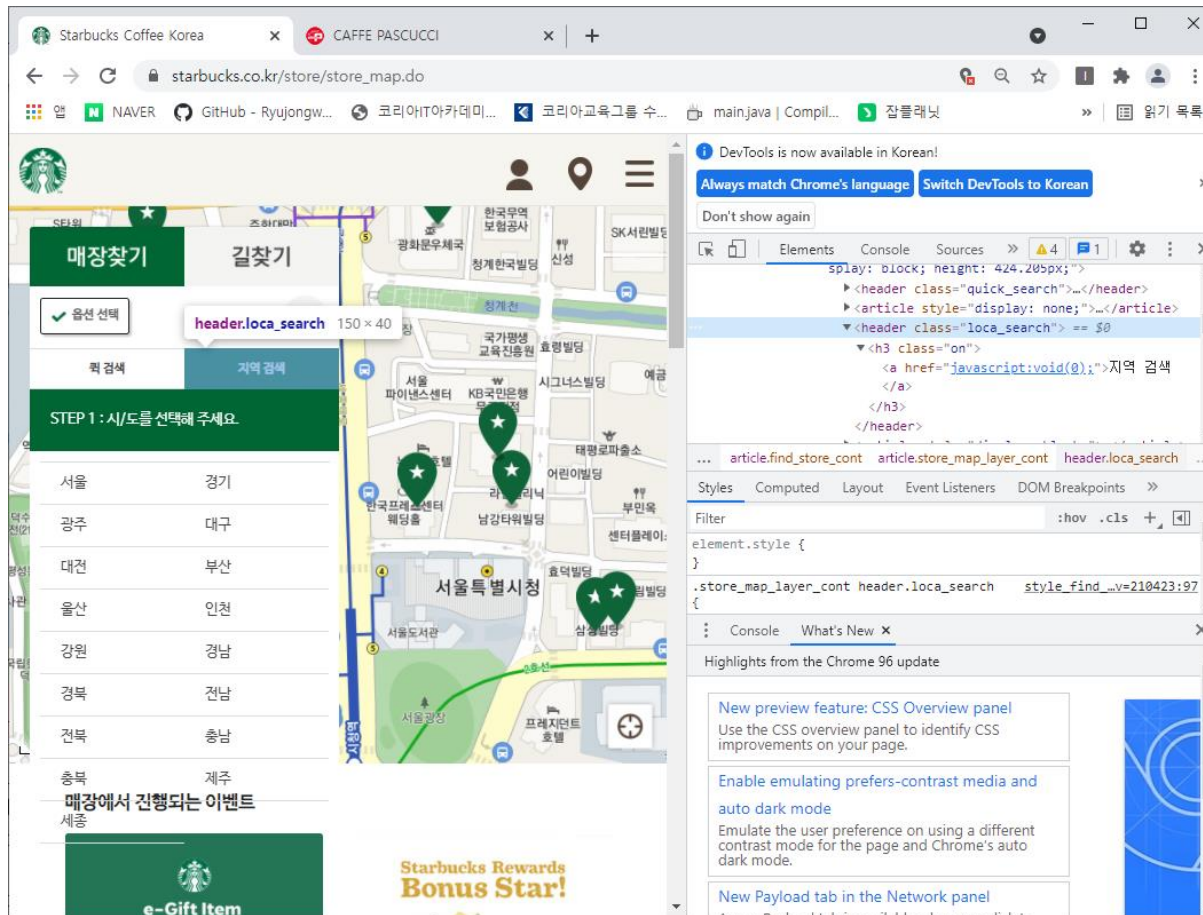 Starbucks Coffee Korea
CAFFE PASCUCCI
starbucks.co.kr/store/store_map.do
앱
NAVER
GitHub - Ryujongw...
코리아IT아카데미...
코리아교육그룹 수...
main.java | Compil...
잡플래닛
»
읽기 목록
매장찾기
길찾기
옵션 선택
header.loca_search 150 × 40
퀵 검색
지역 검색
STEP 1 : 시/도를 선택해 주세요.
서울 경기
광주 대구
대전 부산
울산 인천
강원 경남
경북 전남
전북 충남
충북 제주
세종
매장에서 진행되는 이벤트
e-Gift Item
Starbucks Rewards
Bonus Star!
S타워
한국무역
보험공사
SK서린빌딩
광화문우체국
신성
청계한국빌딩
청계천
국가평생
교육진흥원
효령빌딩
서울
파이낸스센터
KB국민은행
시그너스빌딩
태평로파출소
어린이빌딩
한국프레스센터
웨딩홀
남강타워빌딩
부민옥
센터플레이스
효덕빌딩
서울특별시청
서울도서관
삼성빌딩
2호선
서울광장
프레지던트
호텔
시청역
DevTools is now available in Korean!
Always match Chrome's language
Switch DevTools to Korean
Don't show again
Elements Console Sources » 4 1
splay: block; height: 424.205px;">
<header class="quick_search">…</header>
<article style="display: none;">…</article>
<header class="loca_search"> == $0
<h3 class="on">
<a href="javascript:void(0);">지역 검색
</a>
</h3>
</header>
... article.find_store_cont article.store_map_layer_cont header.loca_search
Styles Computed Layout Event Listeners DOM Breakpoints »
Filter
:hov .cls +
element.style {
}
.store_map_layer_cont header.loca_search style_find_…v=210423:97
{
Console What's New ×
Highlights from the Chrome 96 update
New preview feature: CSS Overview panel
Use the CSS overview panel to identify CSS
improvements on your page.
Enable emulating prefers-contrast media and
auto dark mode
Emulate the user preference on using a different
contrast mode for the page and Chrome's auto
dark mode.
New Payload tab in the Network panel